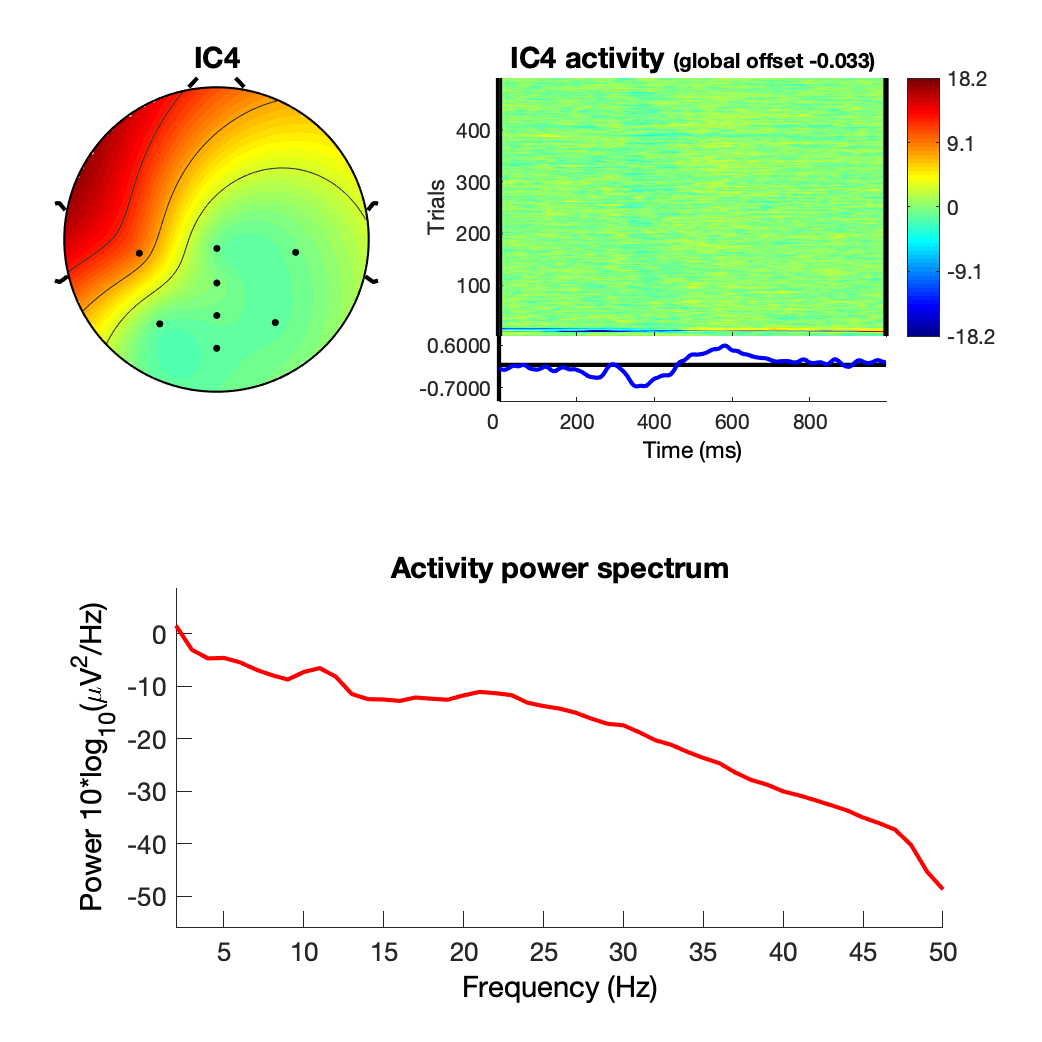 IC4
IC4 activity (global offset -0.033)
18.2
9.1
0
-9.1
-18.2
Trials
400
300
200
100
0.6000
-0.7000
0 200 400 600 800
Time (ms)
Activity power spectrum
Power 10*log10(μV2/Hz)
0
-10
-20
-30
-40
-50
5 10 15 20 25 30 35 40 45 50
Frequency (Hz)